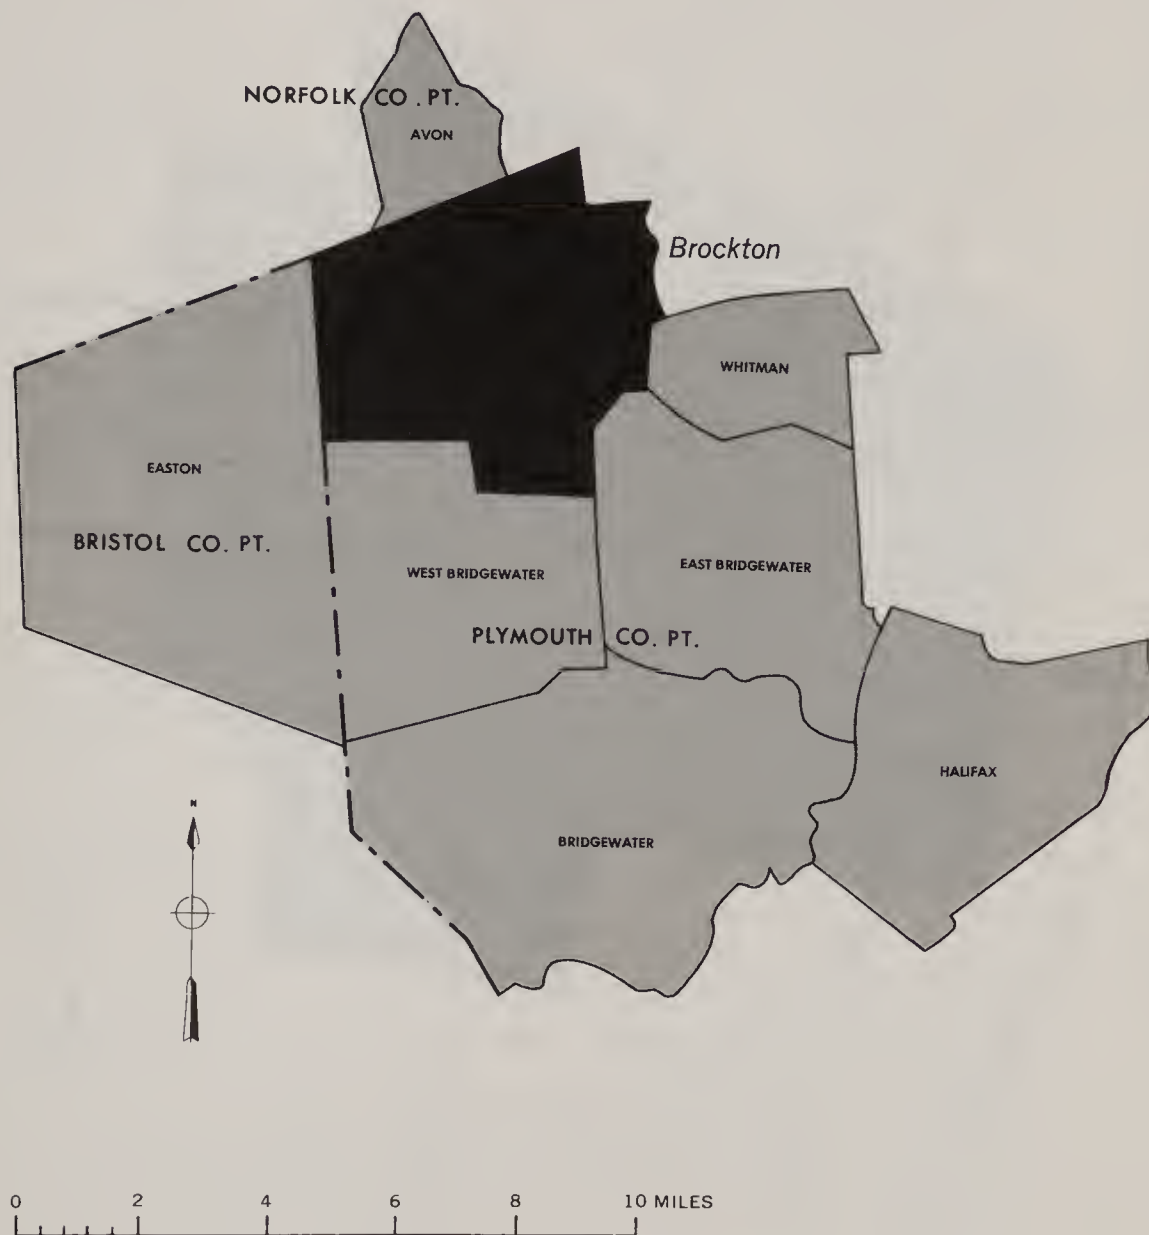 NORFOLK CO. PT.
AVON
Brockton
WHITMAN
EASTON
BRISTOL CO. PT.
WEST BRIDGEWATER
EAST BRIDGEWATER
PLYMOUTH CO. PT.
HALIFAX
BRIDGEWATER
N
0 2 4 6 8 10 MILES